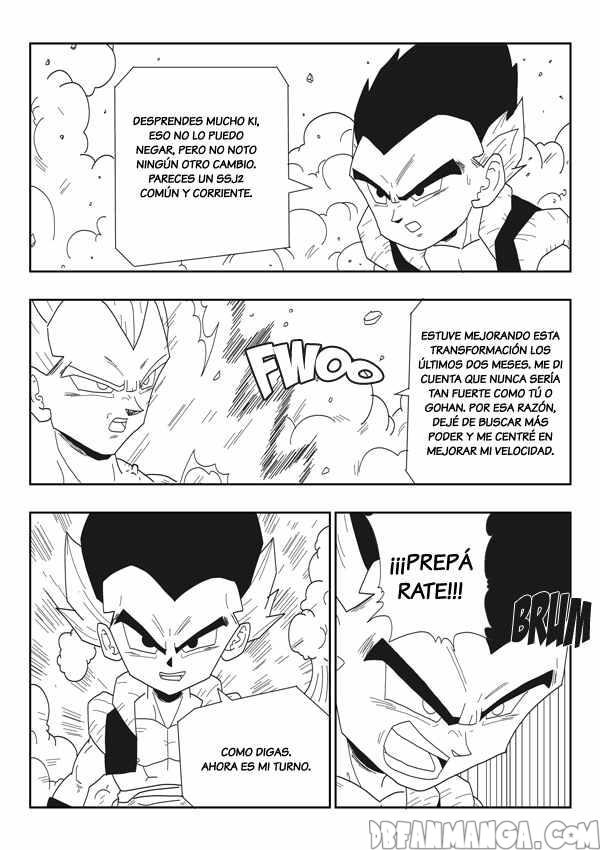 DESPRENDES MUCHO KI,
ESO NO LO PUEDO
NEGAR, PERO NO NOTO
NINGÚN OTRO CAMBIO.
PARECES UN SSJ2
COMÚN Y CORRIENTE.
FWOO
ESTUVE MEJORANDO ESTA
TRANSFORMACIÓN LOS
ÚLTIMOS DOS MESES. ME DI
CUENTA QUE NUNCA SERÍA
TAN FUERTE COMO TÚ O
GOHAN. POR ESA RAZÓN,
DEJÉ DE BUSCAR MÁS
PODER Y ME CENTRÉ EN
MEJORAR MI VELOCIDAD.
COMO DIGAS.
AHORA ES MI TURNO.
¡¡¡PREPÁ
RATE!!!
BRUM
DBFANMANGA.COM